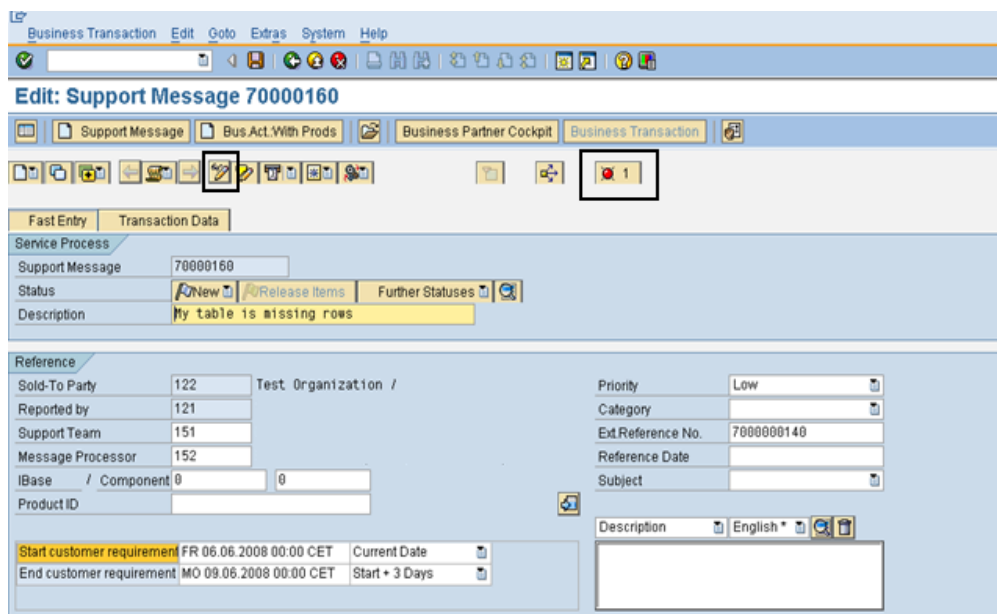 Business Transaction Edit Goto Extras System Help
Edit: Support Message 70000160
Support Message Bus.Act.:With Prods Business Partner Cockpit Business Transaction
1
Fast Entry Transaction Data
Service Process
Support Message 70000160
Status New Release Items Further Statuses
Description My table is missing rows
Reference
Sold-To Party 122 Test Organization / Priority Low
Reported by 121 Category
Support Team 151 Ext.Reference No. 7000000140
Message Processor 152 Reference Date
IBase / Component 0 0 Subject
Product ID
Description English *
Start customer requirement FR 06.06.2008 00:00 CET Current Date
End customer requirement MO 09.06.2008 00:00 CET Start + 3 Days